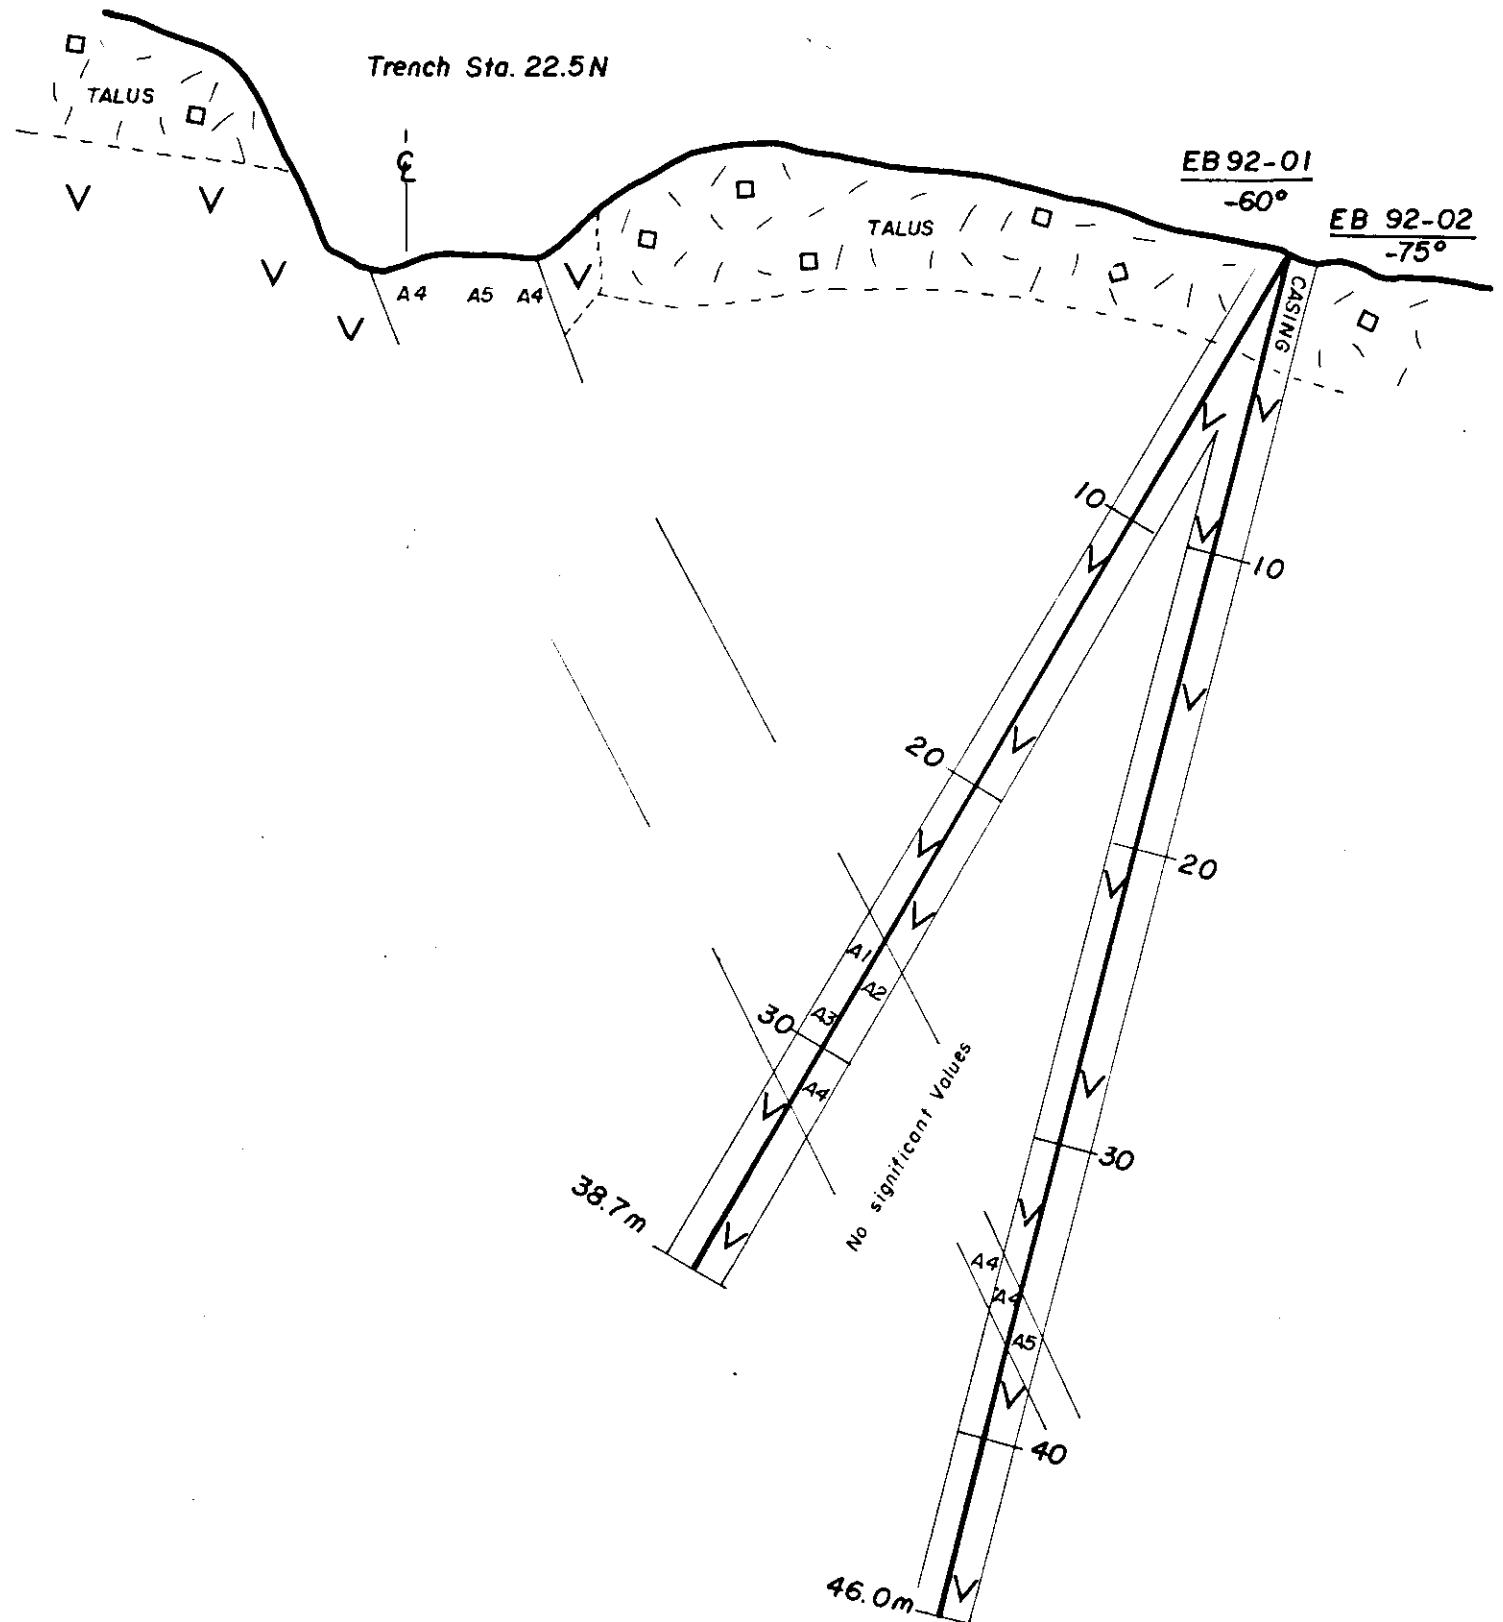 Trench Sta. 22.5N
TALUS
℄
EB 92-01
-60°
EB 92-02
-75°
TALUS
A4 A5 A4
CASING
10
10
20
20
A1
A2
A3
30
A4
No significant Values
30
38.7m
A4
A4
A5
40
46.0m